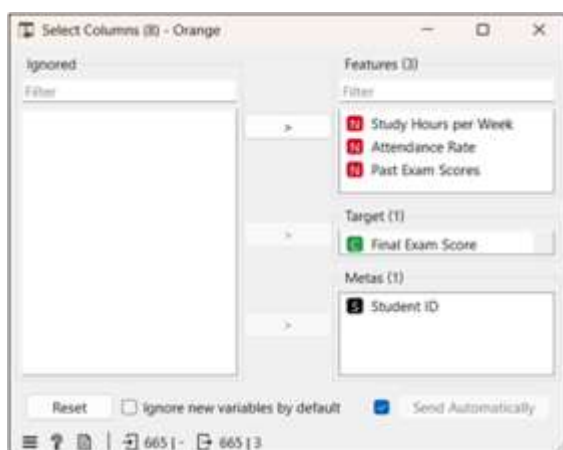 Select Columns (8) - Orange
Ignored
Filter
Features (3)
Filter
>
N Study Hours per Week
N Attendance Rate
N Past Exam Scores
Target (1)
>
C Final Exam Score
Metas (1)
S Student ID
>
Reset
Ignore new variables by default
Send Automatically
? 665 | - 665 | 3